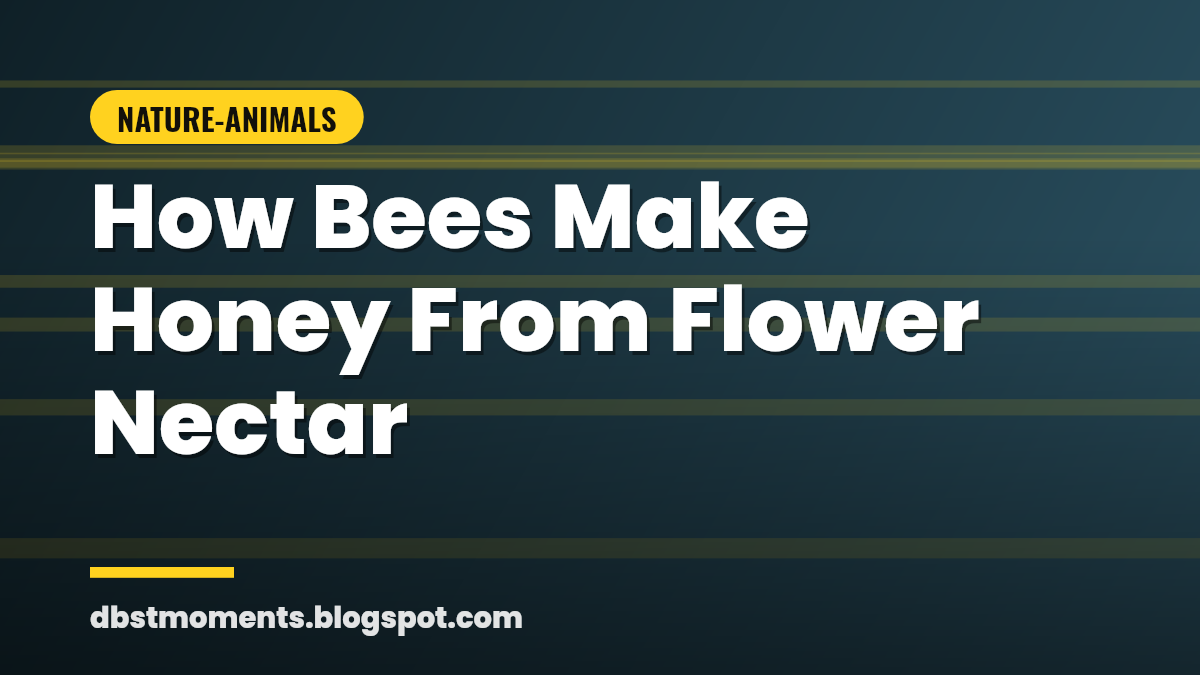 NATURE-ANIMALS
How Bees Make
Honey From Flower
Nectar
dbstmoments.blogspot.com